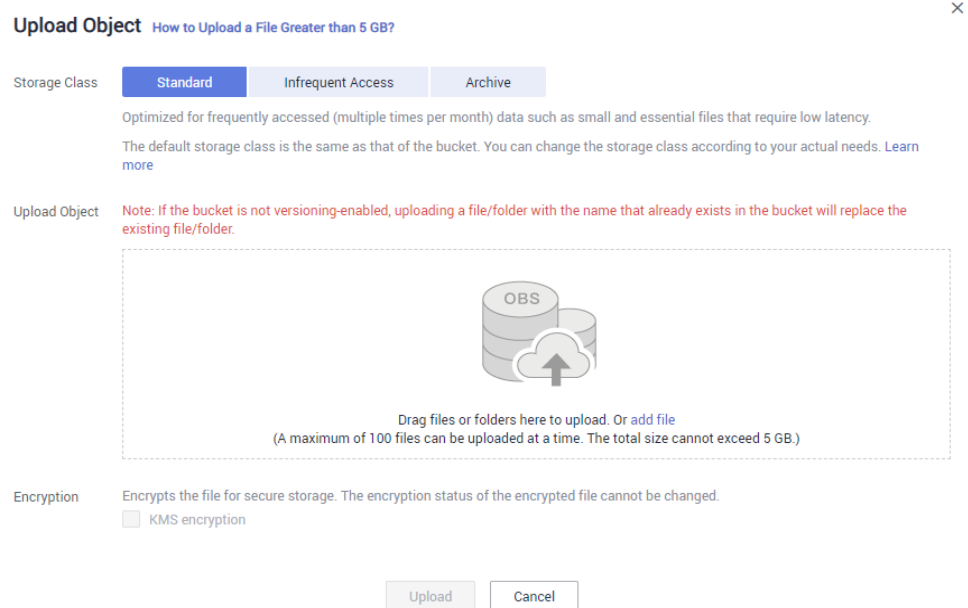 Upload Object How to Upload a File Greater than 5 GB?
Storage Class Standard Infrequent Access Archive
Optimized for frequently accessed (multiple times per month) data such as small and essential files that require low latency.
The default storage class is the same as that of the bucket. You can change the storage class according to your actual needs. Learn
more
Upload Object Note: If the bucket is not versioning-enabled, uploading a file/folder with the name that already exists in the bucket will replace the
existing file/folder.
OBS
Drag files or folders here to upload. Or add file
(A maximum of 100 files can be uploaded at a time. The total size cannot exceed 5 GB.)
Encryption Encrypts the file for secure storage. The encryption status of the encrypted file cannot be changed.
KMS encryption
Upload Cancel